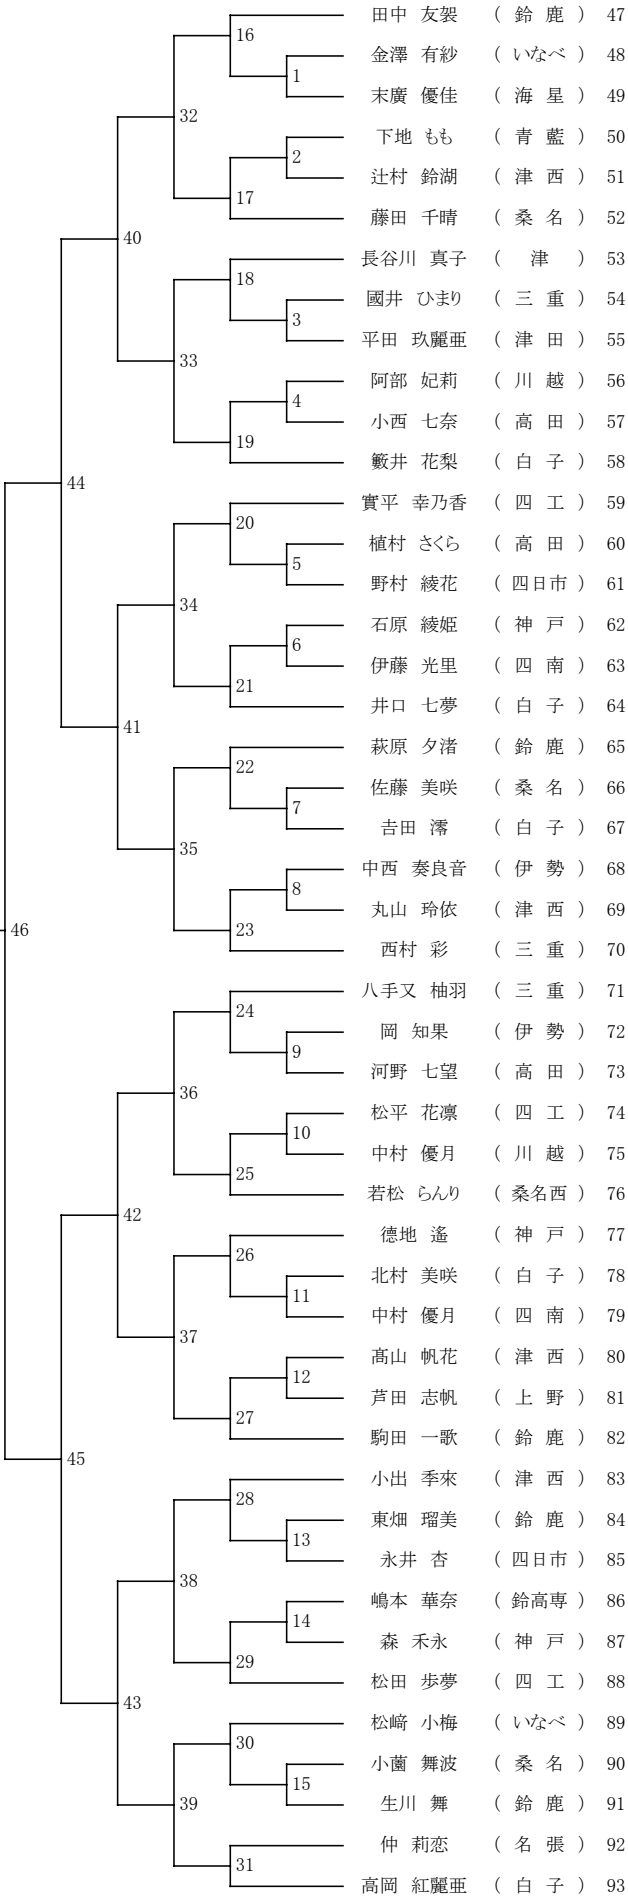 田中 友袈 ( 鈴 鹿 ) 47
16
金澤 有紗 ( いなべ ) 48
1
末廣 優佳 ( 海 星 ) 49
32
下地 もも ( 青 藍 ) 50
2
辻村 鈴湖 ( 津 西 ) 51
17
藤田 千晴 ( 桑 名 ) 52
40
長谷川 真子 ( 津 ) 53
18
國井 ひまり ( 三 重 ) 54
3
平田 玖麗亜 ( 津 田 ) 55
33
阿部 妃莉 ( 川 越 ) 56
4
小西 七奈 ( 高 田 ) 57
19
籔井 花梨 ( 白 子 ) 58
44
實平 幸乃香 ( 四 工 ) 59
20
植村 さくら ( 高 田 ) 60
5
野村 綾花 ( 四日市 ) 61
34
石原 綾姫 ( 神 戸 ) 62
6
伊藤 光里 ( 四 南 ) 63
21
井口 七夢 ( 白 子 ) 64
41
萩原 夕渚 ( 鈴 鹿 ) 65
22
佐藤 美咲 ( 桑 名 ) 66
7
𠮷田 澪 ( 白 子 ) 67
35
中西 奏良音 ( 伊 勢 ) 68
8
丸山 玲依 ( 津 西 ) 69
46
23
西村 彩 ( 三 重 ) 70
八手又 柚羽 ( 三 重 ) 71
24
岡 知果 ( 伊 勢 ) 72
9
河野 七望 ( 高 田 ) 73
36
松平 花凛 ( 四 工 ) 74
10
中村 優月 ( 川 越 ) 75
25
若松 らんり ( 桑名西 ) 76
42
德地 遙 ( 神 戸 ) 77
26
北村 美咲 ( 白 子 ) 78
11
中村 優月 ( 四 南 ) 79
37
髙山 帆花 ( 津 西 ) 80
12
芦田 志帆 ( 上 野 ) 81
27
駒田 一歌 ( 鈴 鹿 ) 82
45
小出 季來 ( 津 西 ) 83
28
東畑 瑠美 ( 鈴 鹿 ) 84
13
永井 杏 ( 四日市 ) 85
38
嶋本 華奈 ( 鈴高専 ) 86
14
森 禾永 ( 神 戸 ) 87
29
松田 歩夢 ( 四 工 ) 88
43
松﨑 小梅 ( いなべ ) 89
30
小薗 舞波 ( 桑 名 ) 90
15
生川 舞 ( 鈴 鹿 ) 91
39
仲 莉恋 ( 名 張 ) 92
31
高岡 紅麗亜 ( 白 子 ) 93